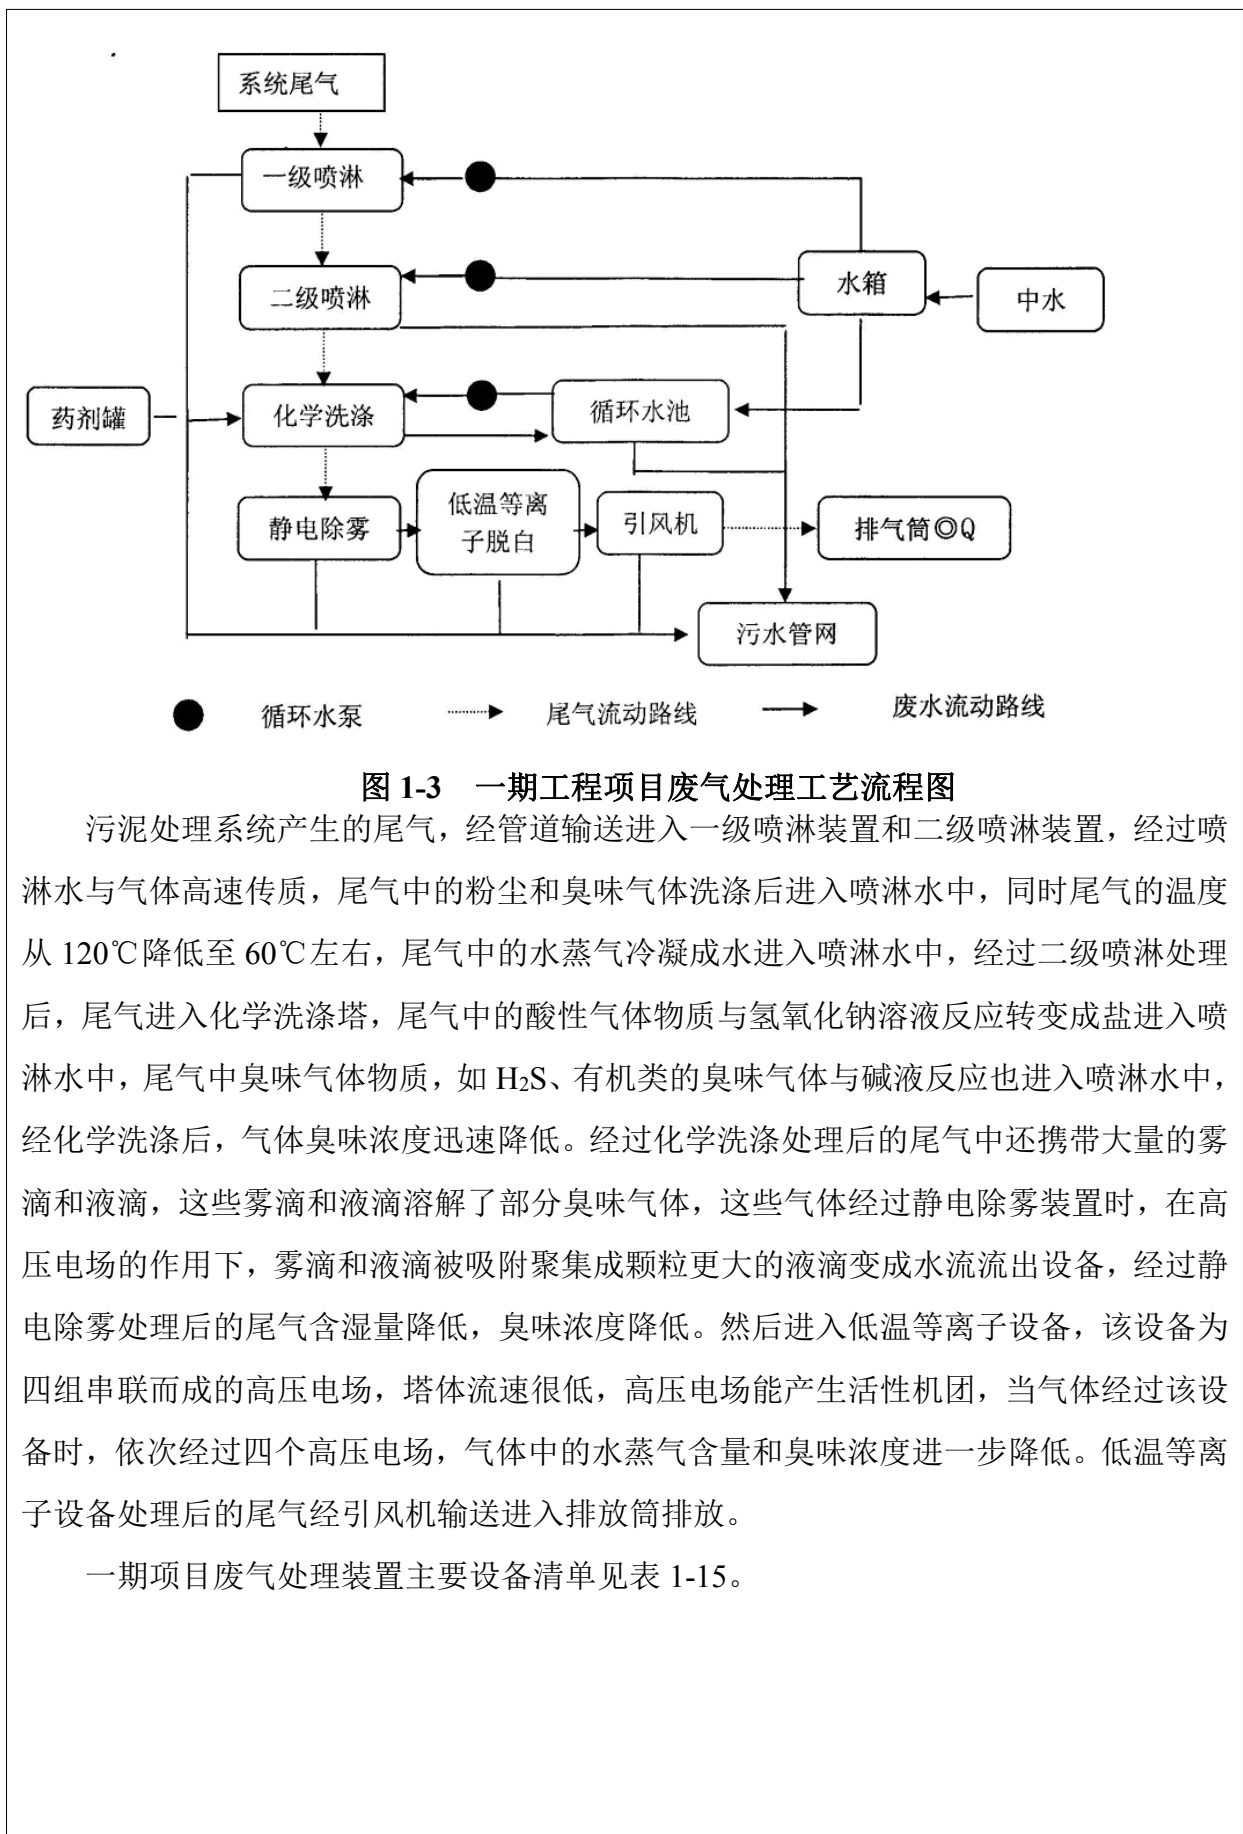 系统尾气
一级喷淋
二级喷淋
水箱
中水
药剂罐
化学洗涤
循环水池
静电除雾
低温等离
子脱白
引风机
排气筒◎Q
污水管网
循环水泵
尾气流动路线
废水流动路线
图 1-3 一期工程项目废气处理工艺流程图
污泥处理系统产生的尾气，经管道输送进入一级喷淋装置和二级喷淋装置，经过喷
淋水与气体高速传质，尾气中的粉尘和臭味气体洗涤后进入喷淋水中，同时尾气的温度
从 120℃降低至 60℃左右，尾气中的水蒸气冷凝成水进入喷淋水中，经过二级喷淋处理
后，尾气进入化学洗涤塔，尾气中的酸性气体物质与氢氧化钠溶液反应转变成盐进入喷
淋水中，尾气中臭味气体物质，如 H₂S、有机类的臭味气体与碱液反应也进入喷淋水中，
经化学洗涤后，气体臭味浓度迅速降低。经过化学洗涤处理后的尾气中还携带大量的雾
滴和液滴，这些雾滴和液滴溶解了部分臭味气体，这些气体经过静电除雾装置时，在高
压电场的作用下，雾滴和液滴被吸附聚集成颗粒更大的液滴变成水流流出设备，经过静
电除雾处理后的尾气含湿量降低，臭味浓度降低。然后进入低温等离子设备，该设备为
四组串联而成的高压电场，塔体流速很低，高压电场能产生活性机团，当气体经过该设
备时，依次经过四个高压电场，气体中的水蒸气含量和臭味浓度进一步降低。低温等离
子设备处理后的尾气经引风机输送进入排放筒排放。
一期项目废气处理装置主要设备清单见表 1-15。